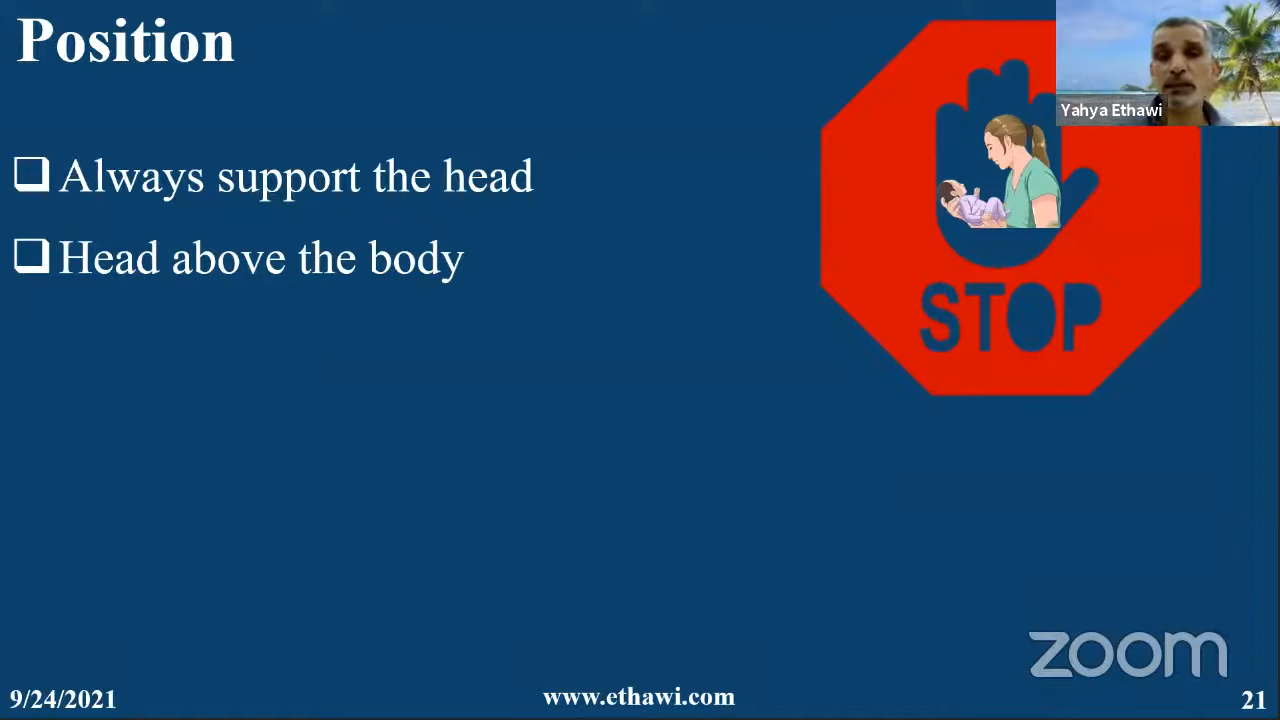 Position
Yahya Ethawi
Always support the head
Head above the body
STOP
zoom
9/24/2021
www.ethawi.com
21